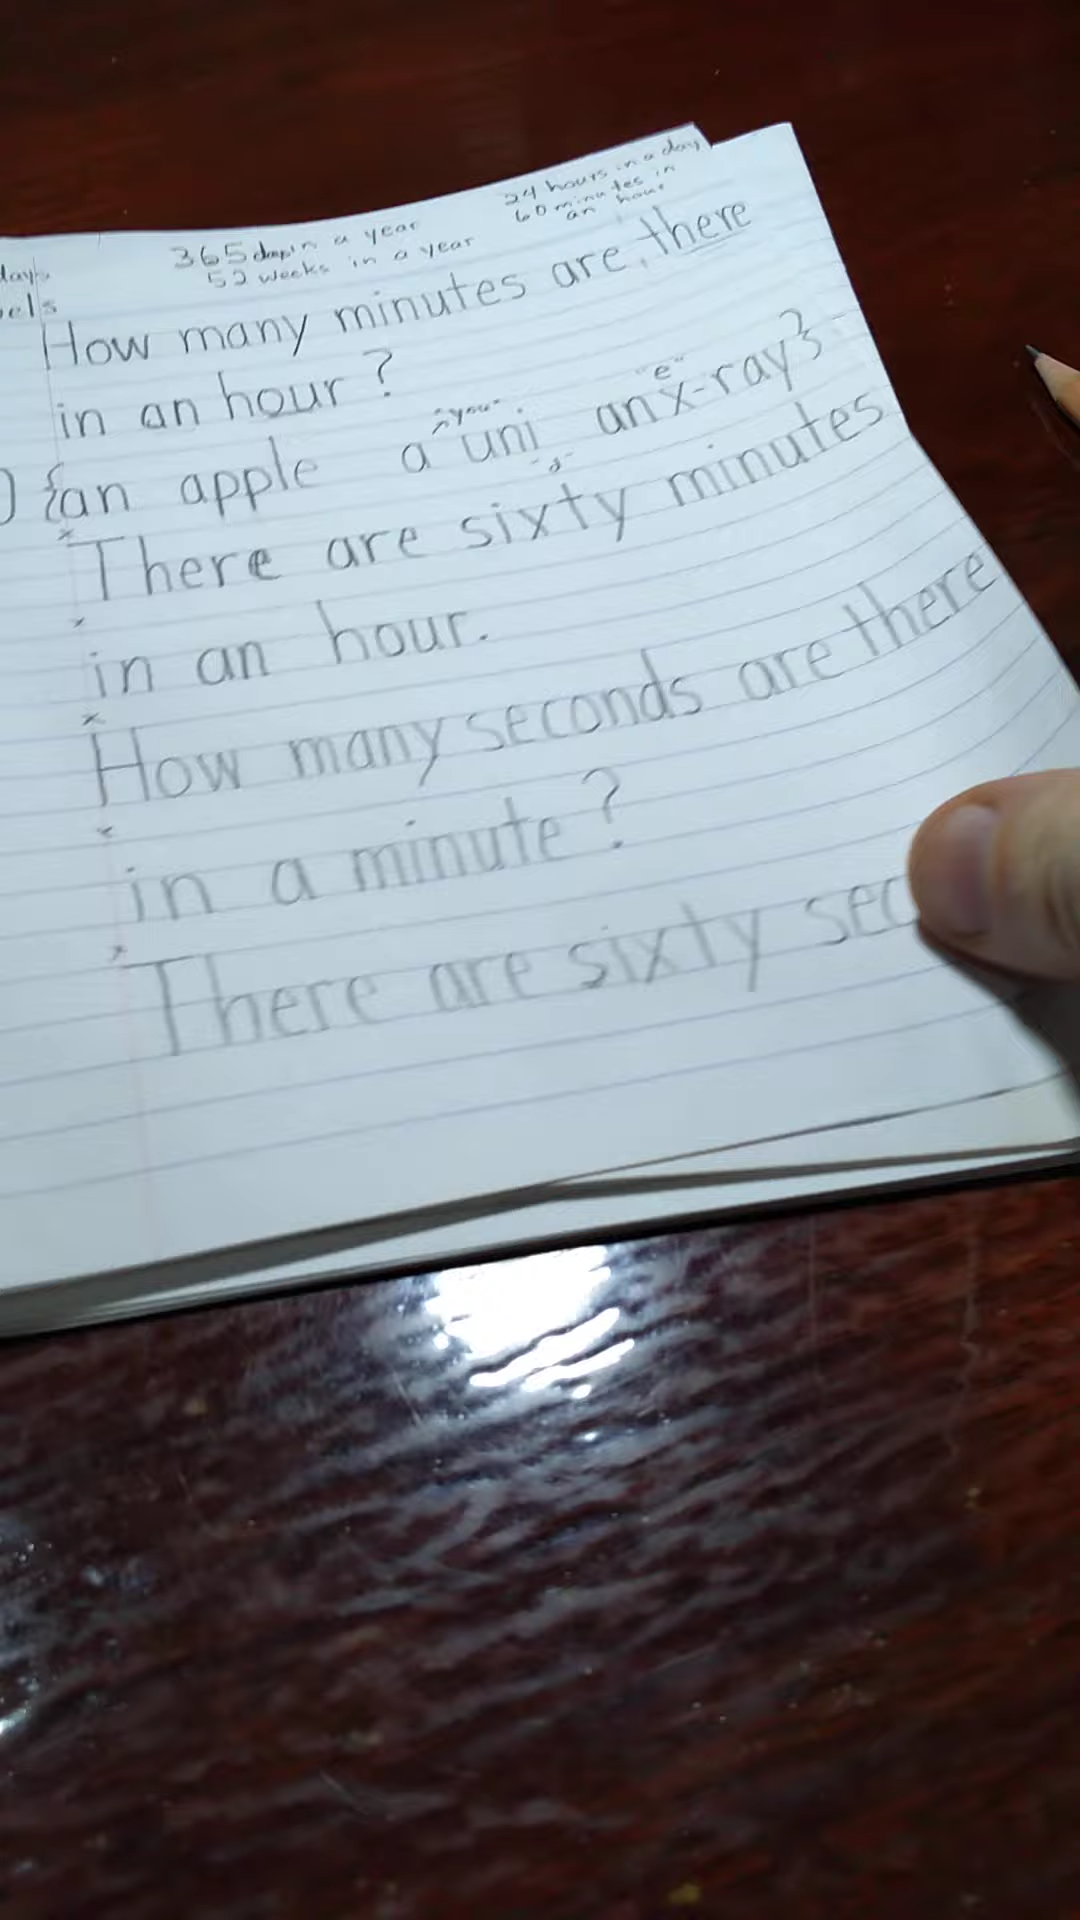 24 hours in a day
60 minutes in
an hour
365 days in a year
52 weeks in a year
days
How many minutes are there
in an hour?
"you" "e"
{an apple a uni an x-ray}
There are sixty minutes
in an hour.
How many seconds are there
in a minute?
There are sixty sec